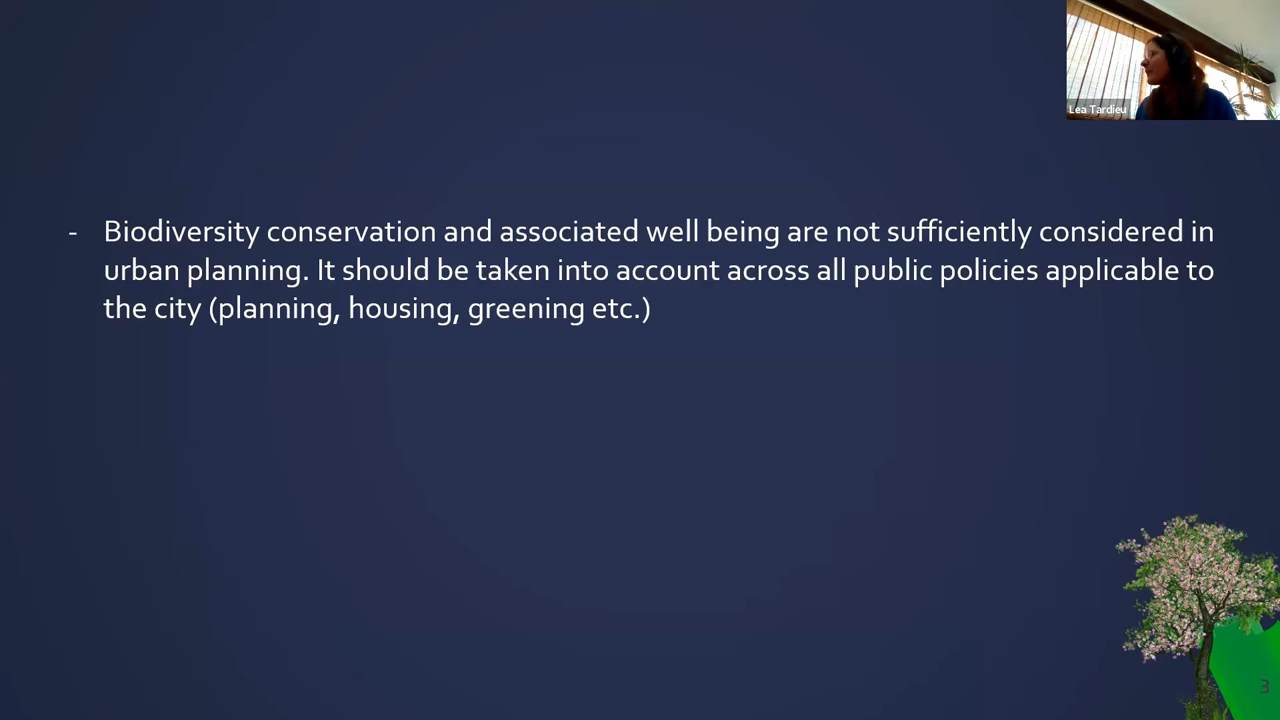 Lea Tardieu
- Biodiversity conservation and associated well being are not sufficiently considered in
urban planning. It should be taken into account across all public policies applicable to
the city (planning, housing, greening etc.)
3